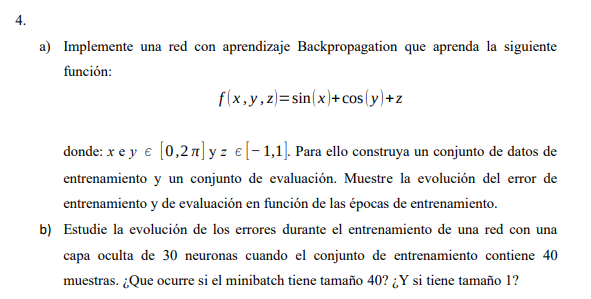 4.
a) Implemente una red con aprendizaje Backpropagation que aprenda la siguiente
función:
f(x,y,z)=sin(x)+cos(y)+z
donde: x e y ϵ [0,2π] y z ϵ[−1,1]. Para ello construya un conjunto de datos de
entrenamiento y un conjunto de evaluación. Muestre la evolución del error de
entrenamiento y de evaluación en función de las épocas de entrenamiento.
b) Estudie la evolución de los errores durante el entrenamiento de una red con una
capa oculta de 30 neuronas cuando el conjunto de entrenamiento contiene 40
muestras. ¿Que ocurre si el minibatch tiene tamaño 40? ¿Y si tiene tamaño 1?